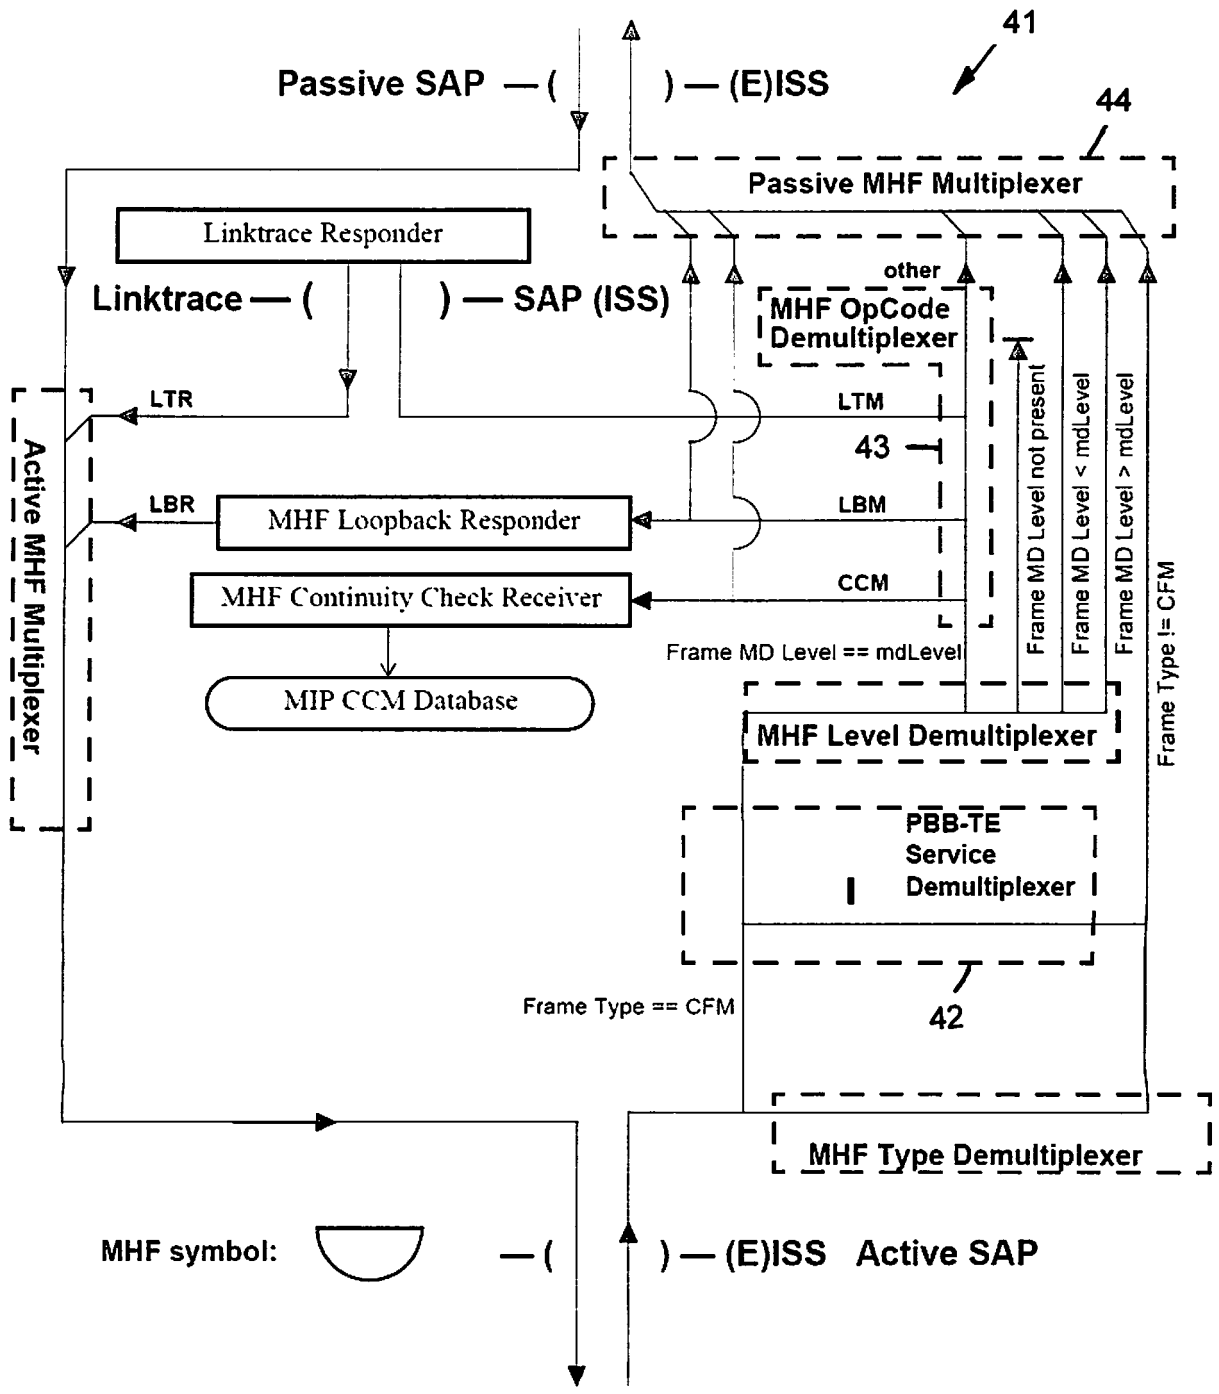 41
Passive SAP — ( ) — (E)ISS
44
Passive MHF Multiplexer
Linktrace Responder
other
Linktrace — ( ) — SAP (ISS)
MHF OpCode
Demultiplexer
LTR
LTM
43
Active MHF Multiplexer
LBR
MHF Loopback Responder
LBM
MHF Continuity Check Receiver
CCM
Frame MD Level not present
Frame MD Level < mdLevel
Frame MD Level > mdLevel
Frame Type != CFM
Frame MD Level == mdLevel
MIP CCM Database
MHF Level Demultiplexer
PBB-TE
Service
I Demultiplexer
Frame Type == CFM
42
MHF Type Demultiplexer
MHF symbol:
— ( ) — (E)ISS Active SAP